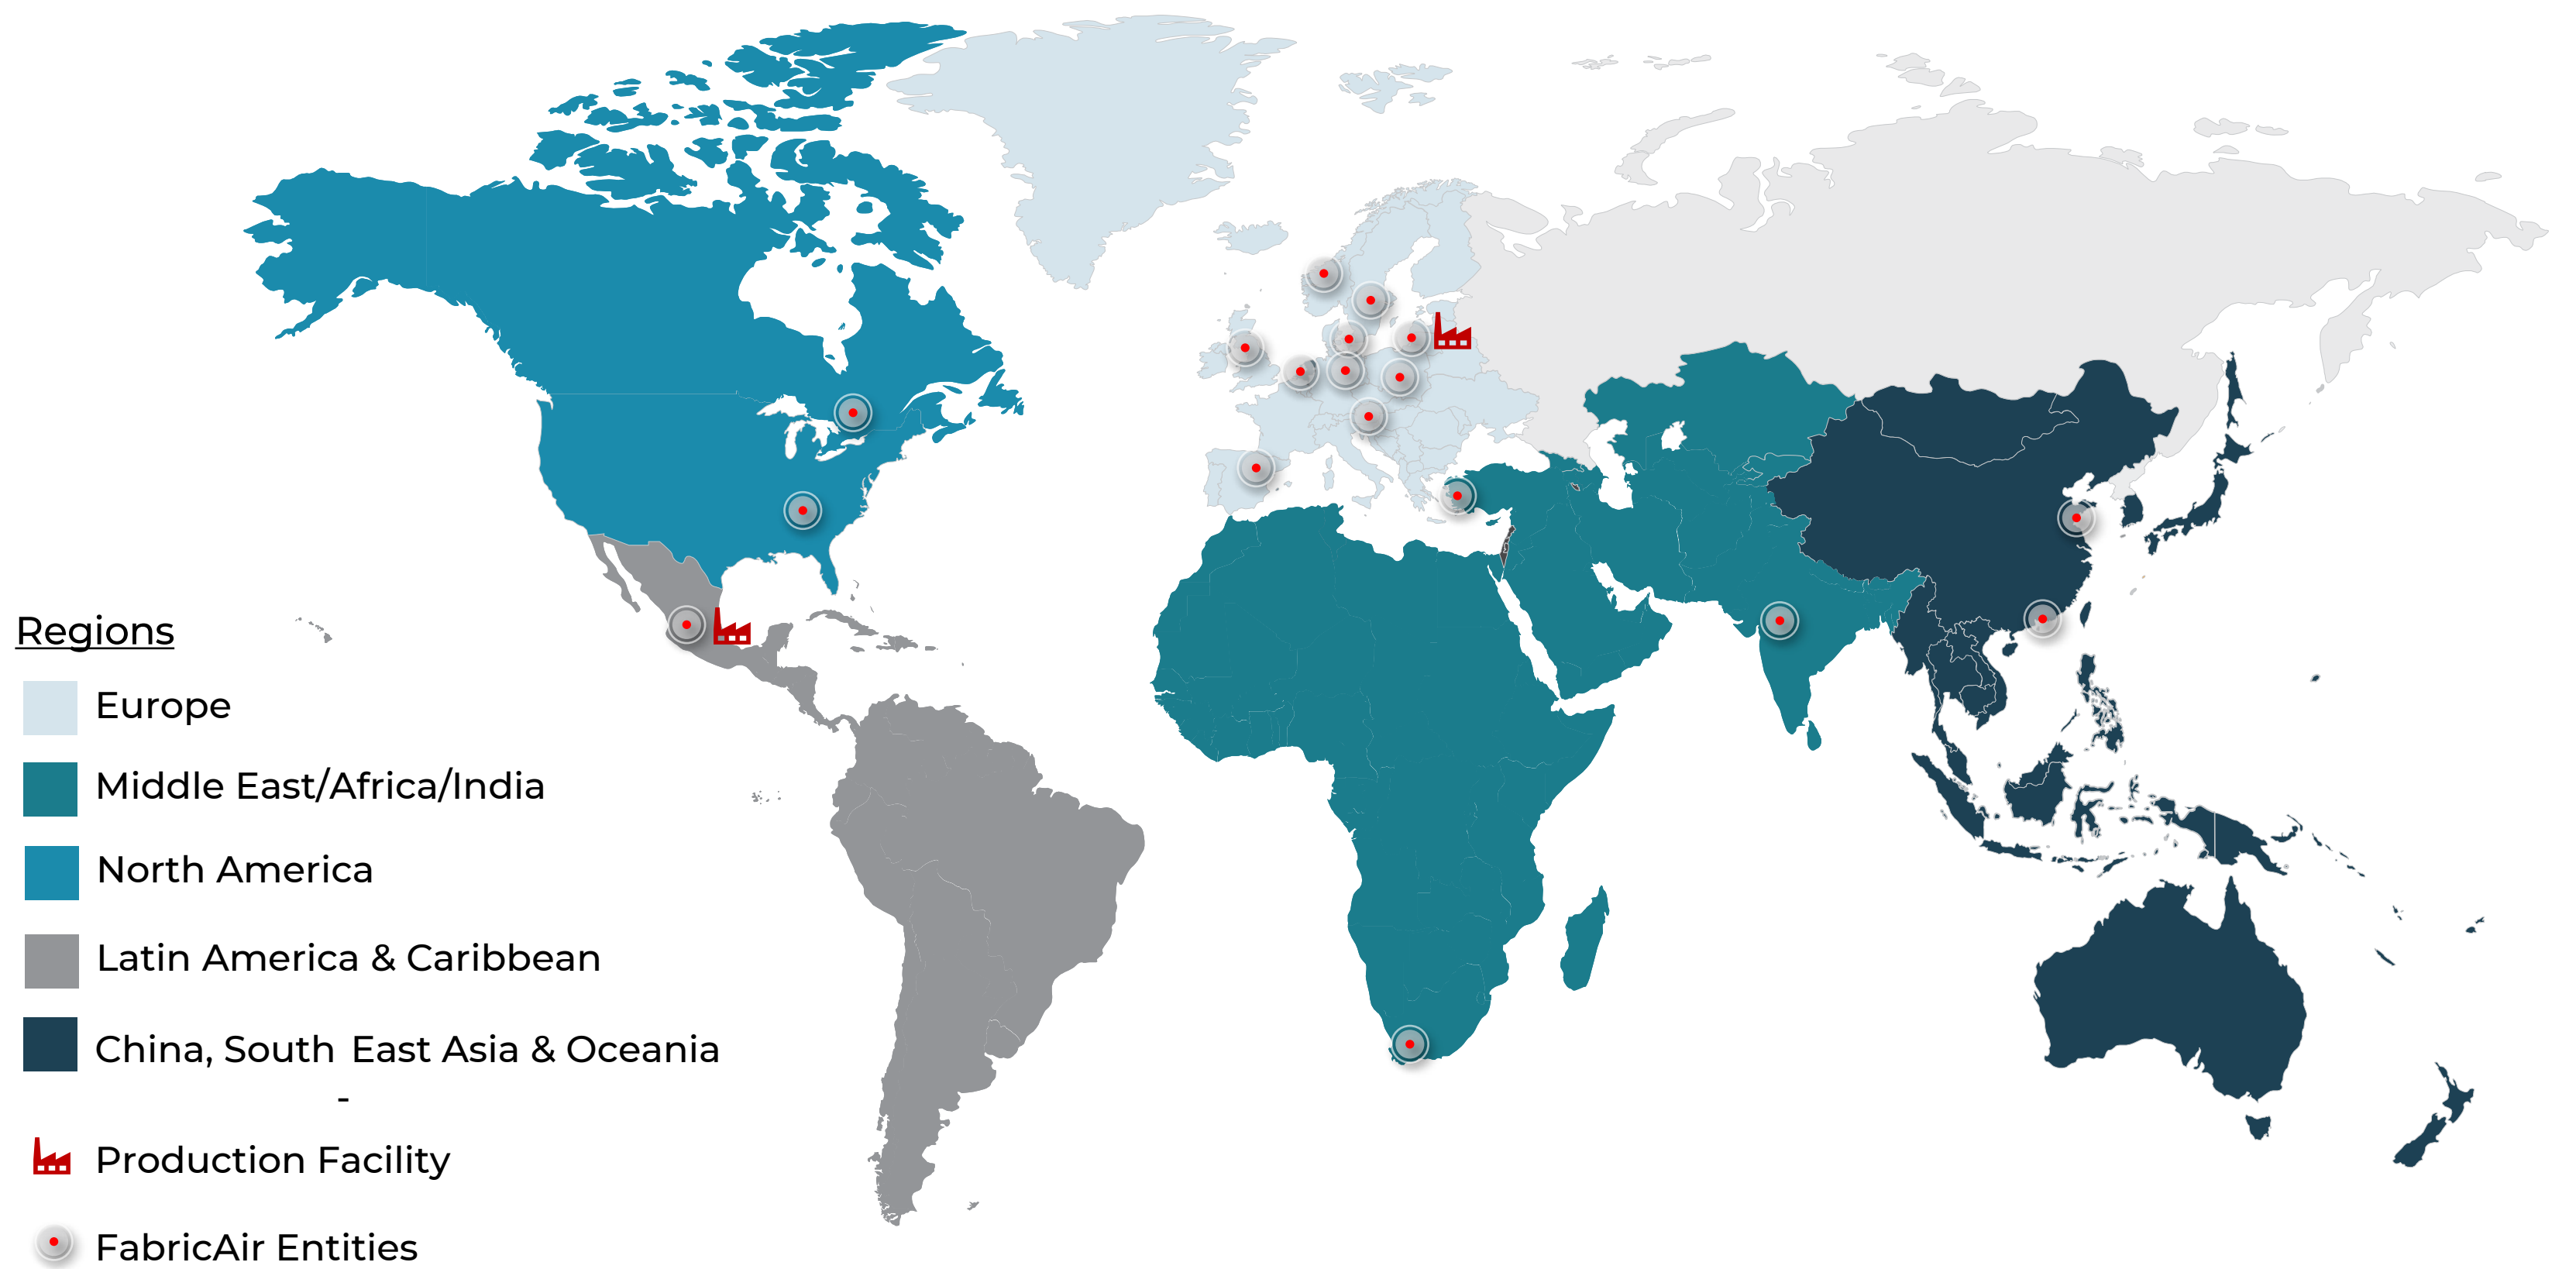 Regions
Europe
Middle East/Africa/India
North America
Latin America & Caribbean
China, South East Asia & Oceania
-
Production Facility
FabricAir Entities